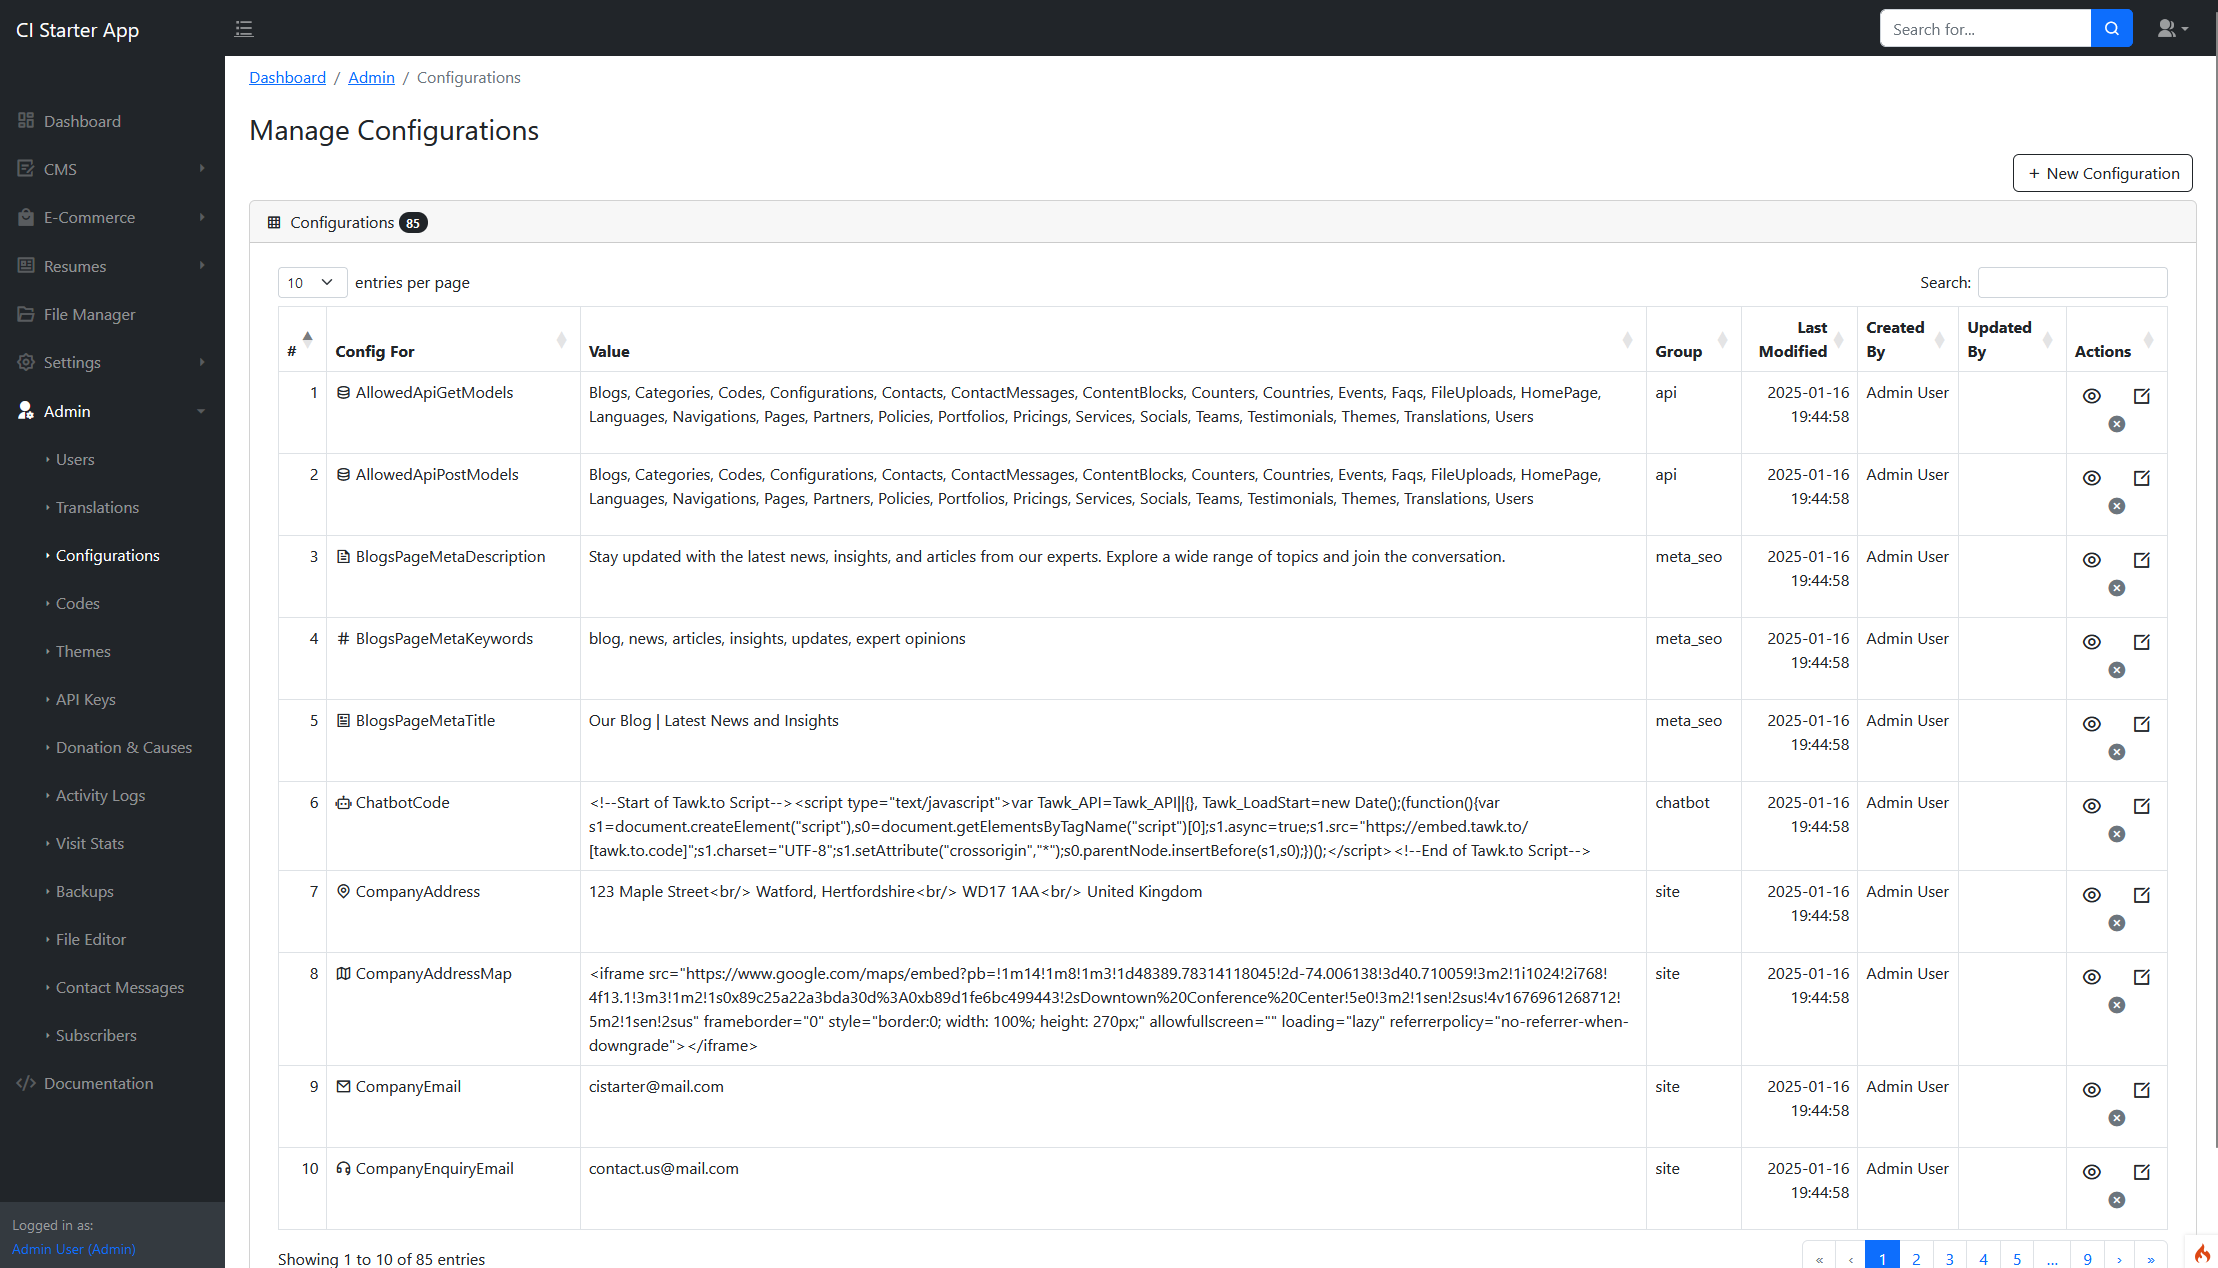 CI Starter App
Search for...
Dashboard
CMS
E-Commerce
Resumes
File Manager
Settings
Admin
Users
Translations
Configurations
Codes
Themes
API Keys
Donation & Causes
Activity Logs
Visit Stats
Backups
File Editor
Contact Messages
Subscribers
Documentation
Logged in as:
Admin User (Admin)
Dashboard / Admin / Configurations
Manage Configurations
+ New Configuration
Configurations 85
10 entries per page
Search:
# Config For Value Group Last Modified Created By Updated By Actions
1 AllowedApiGetModels Blogs, Categories, Codes, Configurations, Contacts, ContactMessages, ContentBlocks, Counters, Countries, Events, Faqs, FileUploads, HomePage, api 2025-01-16 Admin User
Languages, Navigations, Pages, Partners, Policies, Portfolios, Pricings, Services, Socials, Teams, Testimonials, Themes, Translations, Users 19:44:58
2 AllowedApiPostModels Blogs, Categories, Codes, Configurations, Contacts, ContactMessages, ContentBlocks, Counters, Countries, Events, Faqs, FileUploads, HomePage, api 2025-01-16 Admin User
Languages, Navigations, Pages, Partners, Policies, Portfolios, Pricings, Services, Socials, Teams, Testimonials, Themes, Translations, Users 19:44:58
3 BlogsPageMetaDescription Stay updated with the latest news, insights, and articles from our experts. Explore a wide range of topics and join the conversation. meta_seo 2025-01-16 Admin User
19:44:58
4 BlogsPageMetaKeywords blog, news, articles, insights, updates, expert opinions meta_seo 2025-01-16 Admin User
19:44:58
5 BlogsPageMetaTitle Our Blog | Latest News and Insights meta_seo 2025-01-16 Admin User
19:44:58
6 ChatbotCode <!--Start of Tawk.to Script--><script type="text/javascript">var Tawk_API=Tawk_API||{}, Tawk_LoadStart=new Date();(function(){var chatbot 2025-01-16 Admin User
s1=document.createElement("script"),s0=document.getElementsByTagName("script")[0];s1.async=true;s1.src="https://embed.tawk.to/ 19:44:58
[tawk.to.code]";s1.charset="UTF-8";s1.setAttribute("crossorigin","*");s0.parentNode.insertBefore(s1,s0);})();</script><!--End of Tawk.to Script-->
7 CompanyAddress 123 Maple Street<br/> Watford, Hertfordshire<br/> WD17 1AA<br/> United Kingdom site 2025-01-16 Admin User
19:44:58
8 CompanyAddressMap <iframe src="https://www.google.com/maps/embed?pb=!1m14!1m8!1m3!1d48389.78314118045!2d-74.006138!3d40.710059!3m2!1i1024!2i768! site 2025-01-16 Admin User
4f13.1!3m3!1m2!1s0x89c25a22a3bda30d%3A0xb89d1fe6bc499443!2sDowntown%20Conference%20Center!5e0!3m2!1sen!2sus!4v1676961268712! 19:44:58
5m2!1sen!2sus" frameborder="0" style="border:0; width: 100%; height: 270px;" allowfullscreen="" loading="lazy" referrerpolicy="no-referrer-when-
downgrade"></iframe>
9 CompanyEmail cistarter@mail.com site 2025-01-16 Admin User
19:44:58
10 CompanyEnquiryEmail contact.us@mail.com site 2025-01-16 Admin User
19:44:58
Showing 1 to 10 of 85 entries
« ‹ 1 2 3 4 5 … 9 › »